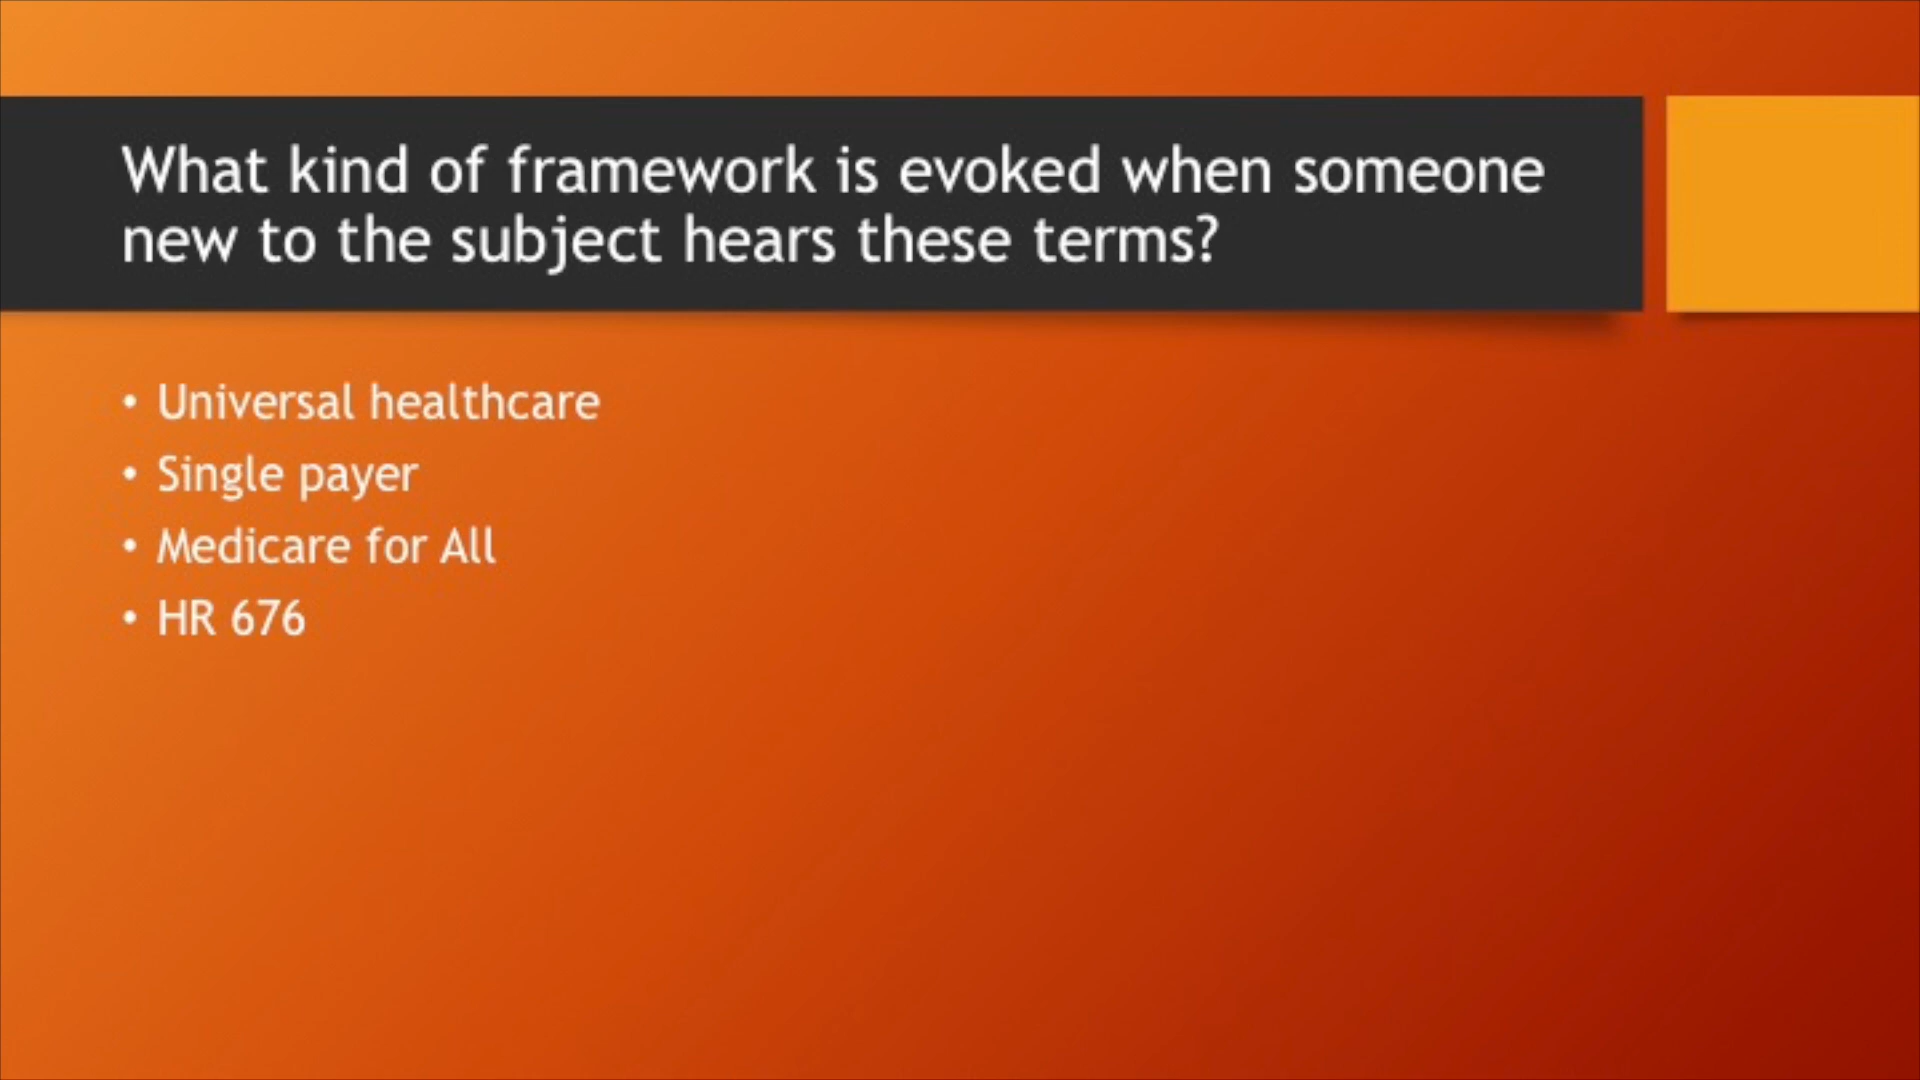 What kind of framework is evoked when someone
new to the subject hears these terms?
• Universal healthcare
• Single payer
• Medicare for All
• HR 676